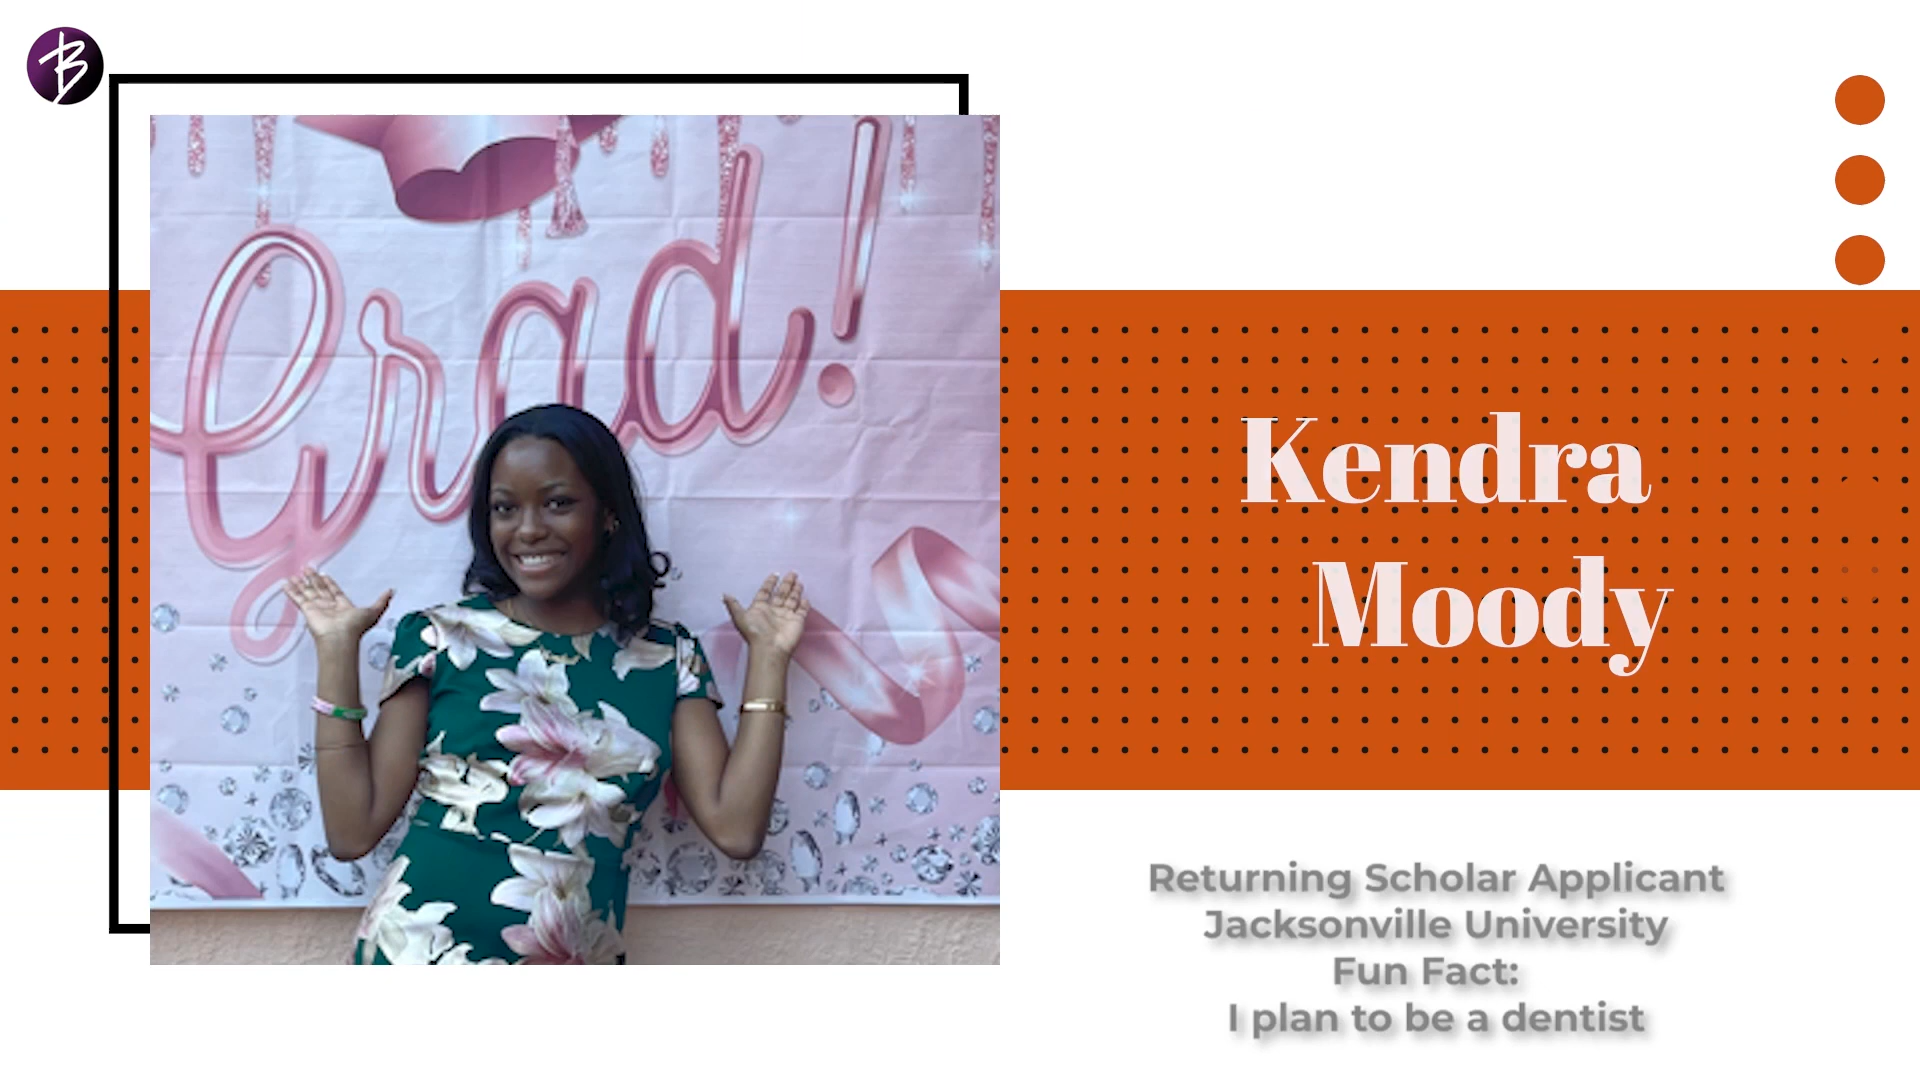 B
Grad!
Kendra
Moody
Returning Scholar Applicant
Jacksonville University
Fun Fact:
I plan to be a dentist